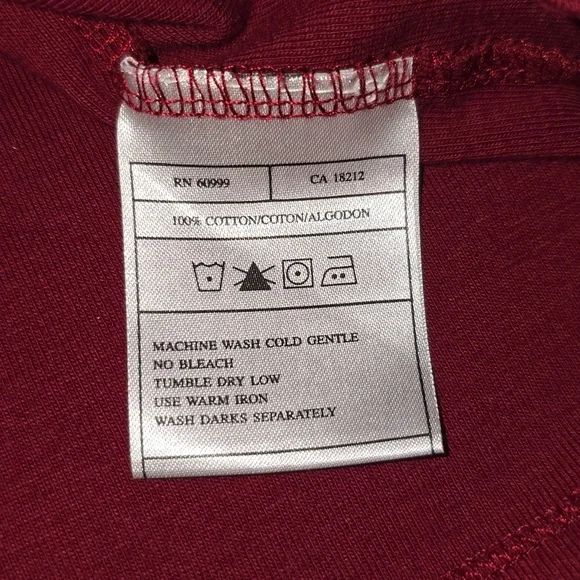 RN 60999 CA 18212
100% COTTON/COTON/ALGODON
MACHINE WASH COLD GENTLE
NO BLEACH
TUMBLE DRY LOW
USE WARM IRON
WASH DARKS SEPARATELY